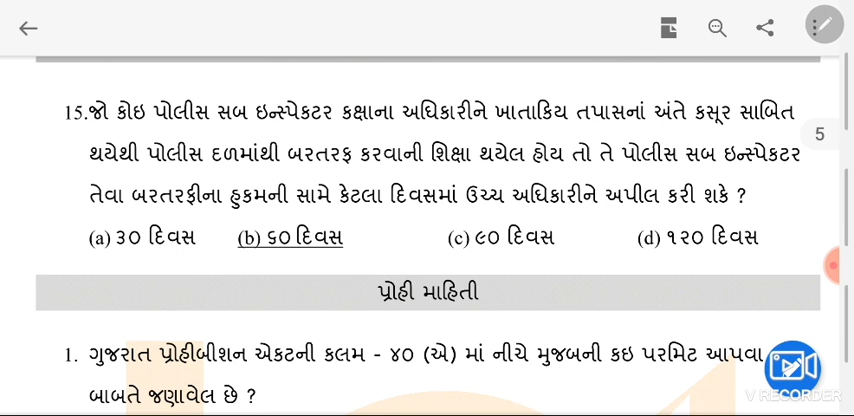 15.જો કોઇ પોલીસ સબ ઇન્સ્પેકટર કક્ષાના અધિકારીને ખાતાકિય તપાસનાં અંતે કસૂર સાબિત
થયેથી પોલીસ દળમાંથી બરતરફ કરવાની શિક્ષા થયેલ હોય તો તે પોલીસ સબ ઇન્સ્પેકટર
5
તેવા બરતરફીના હુકમની સામે કેટલા દિવસમાં ઉચ્ચ અધિકારીને અપીલ કરી શકે ?
(a) ૩૦ દિવસ (b) ૬૦ દિવસ (c) ૯૦ દિવસ (d) ૧૨૦ દિવસ
પ્રોહી માહિતી
1. ગુજરાત પ્રોહીબીશન એકટની કલમ - ૪૦ (એ) માં નીચે મુજબની કઇ પરમિટ આપવા
બાબતે જણાવેલ છે ?
V RECORDER